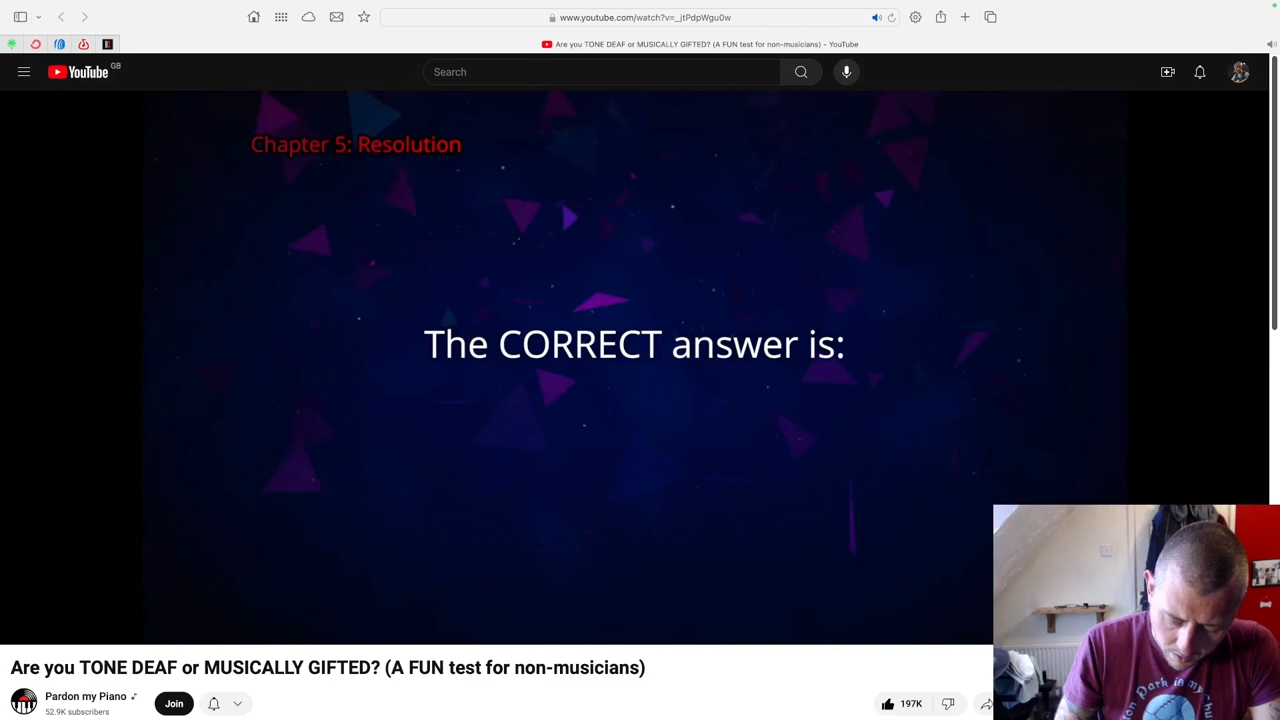 www.youtube.com/watch?v=_jtPdpWgu0w
Are you TONE DEAF or MUSICALLY GIFTED? (A FUN test for non-musicians) - YouTube
YouTube GB
Search
Chapter 5: Resolution
The CORRECT answer is:
Are you TONE DEAF or MUSICALLY GIFTED? (A FUN test for non-musicians)
Pardon my Piano
52.9K subscribers
Join
197K